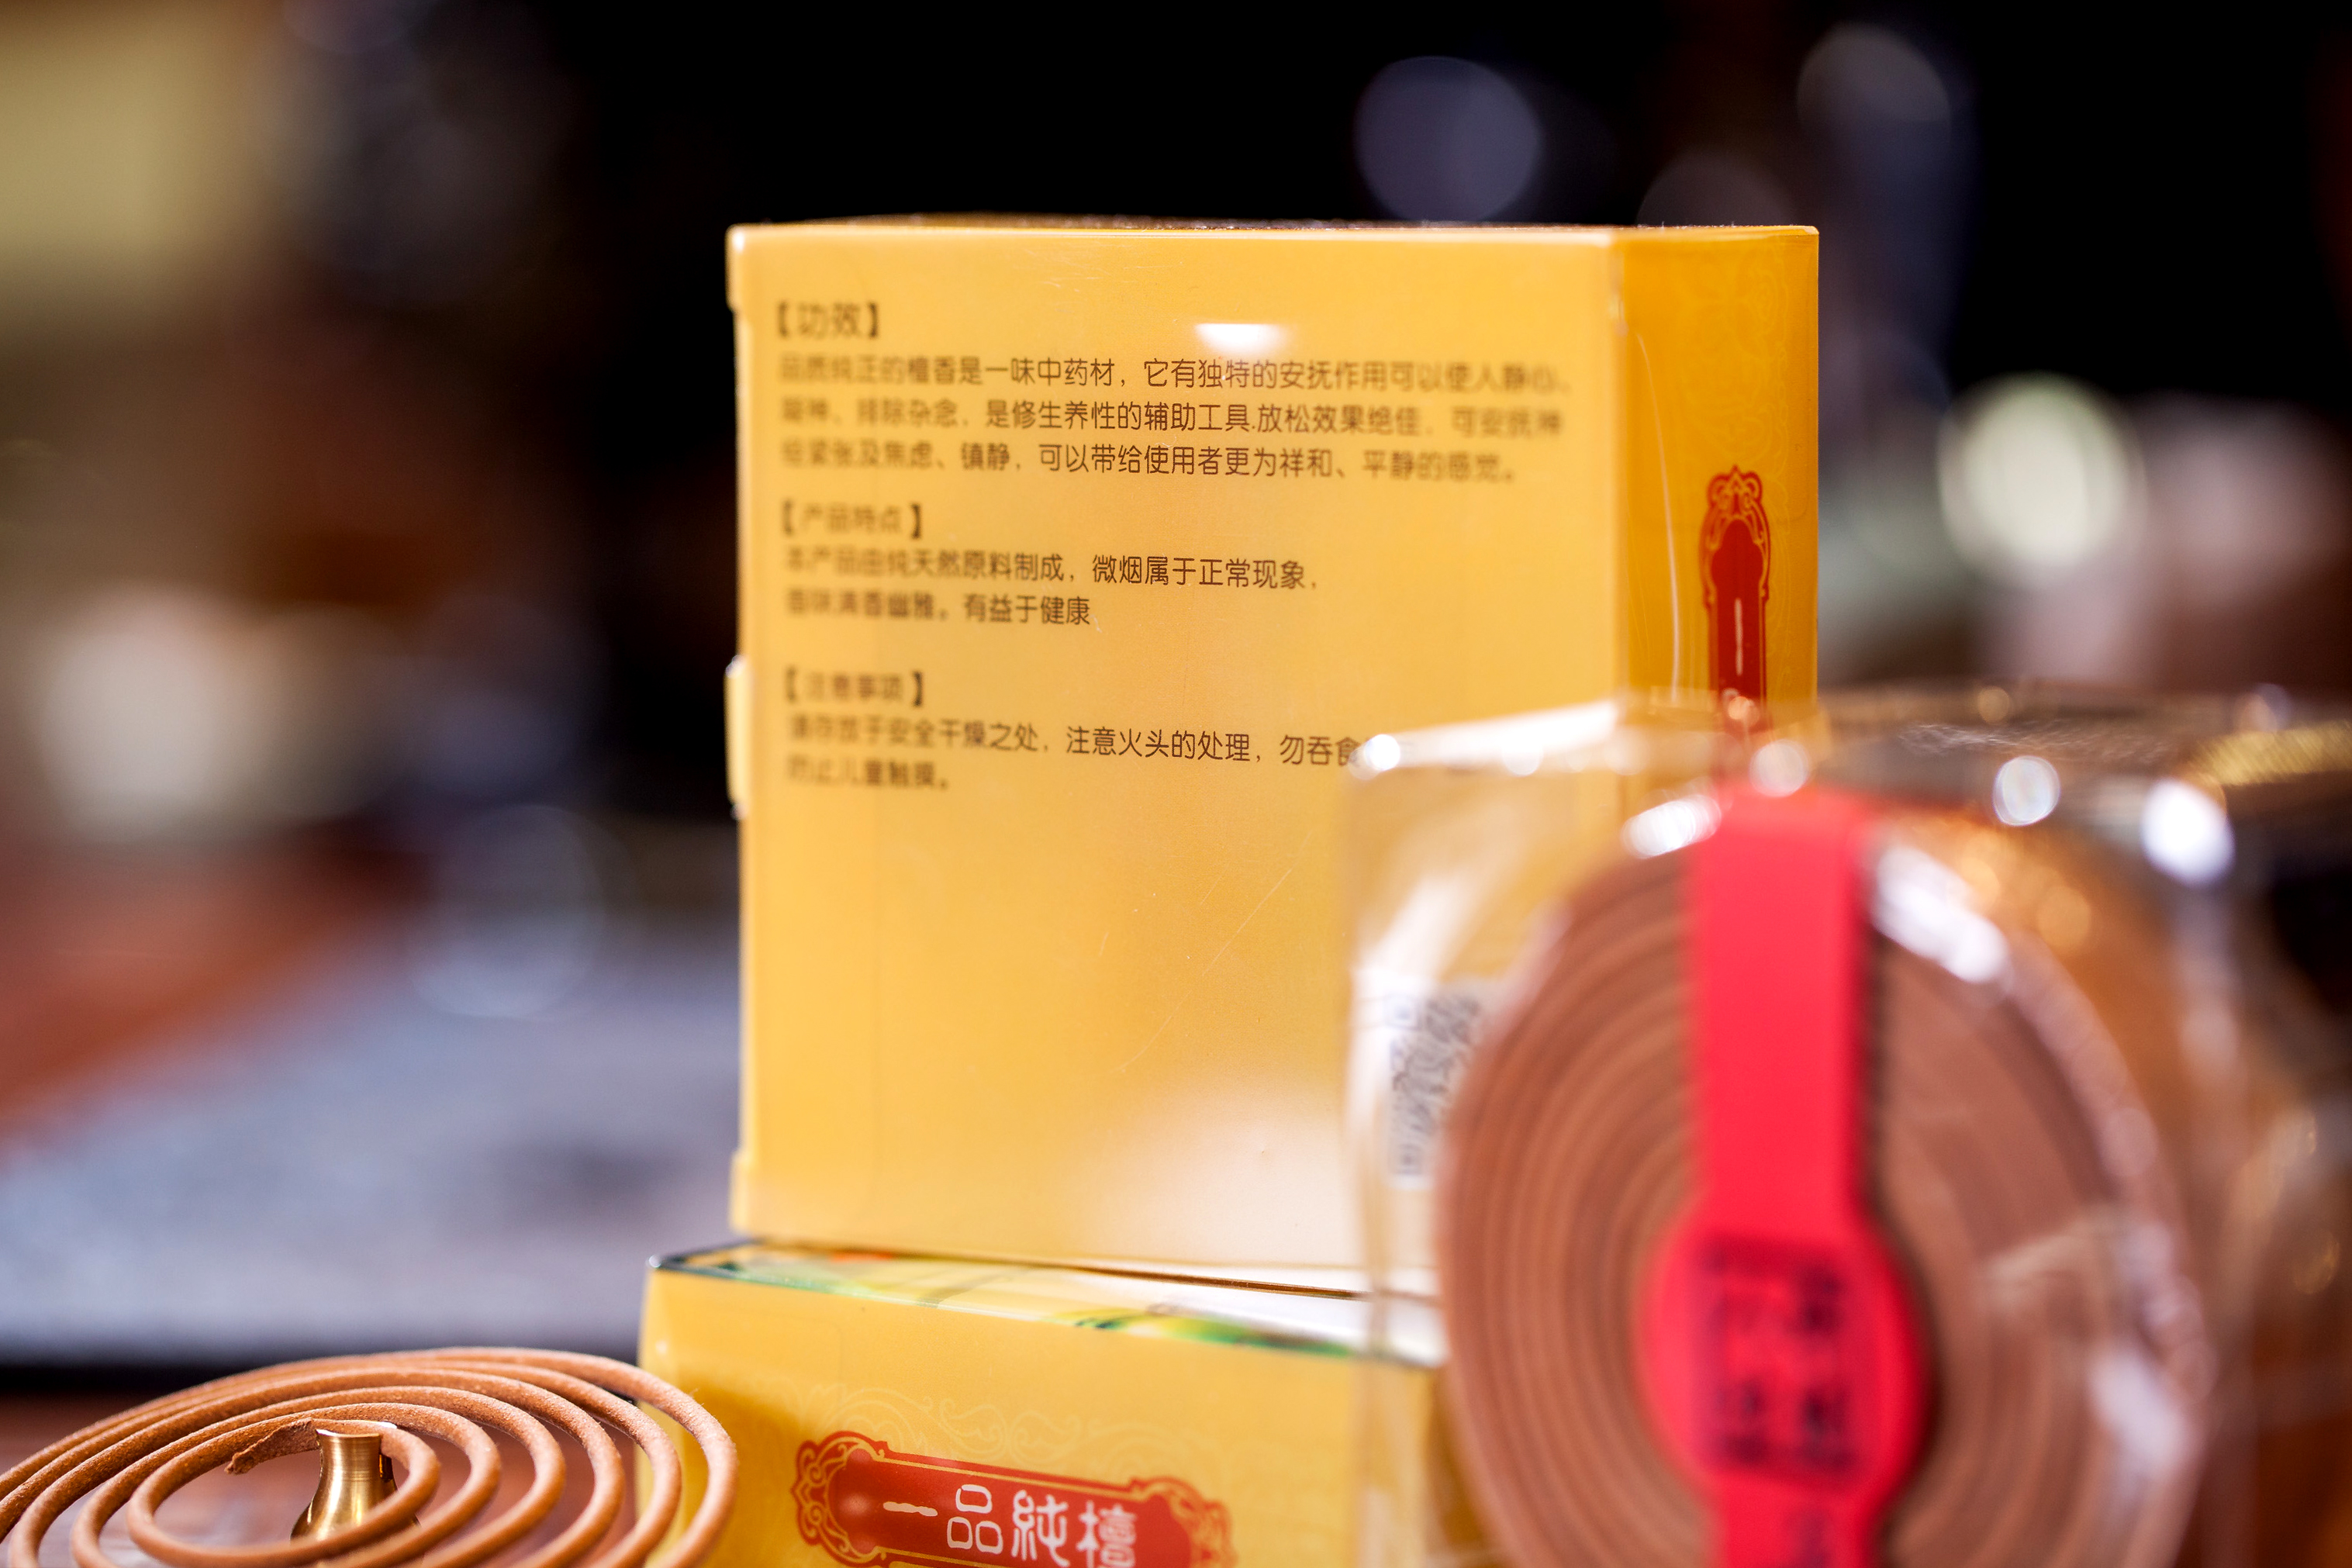 【功效】
品质纯正的檀香是一味中药材，它有独特的安抚作用可以使人静心、
凝神、排除杂念，是修生养性的辅助工具.放松效果绝佳，可安抚神
经紧张及焦虑、镇静，可以带给使用者更为祥和、平静的感觉。
【产品特点】
本产品由纯天然原料制成，微烟属于正常现象，
香味清香幽雅。有益于健康
【注意事项】
请存放于安全干燥之处，注意火头的处理，勿吞食
防止儿童触摸。
一
一品純檀